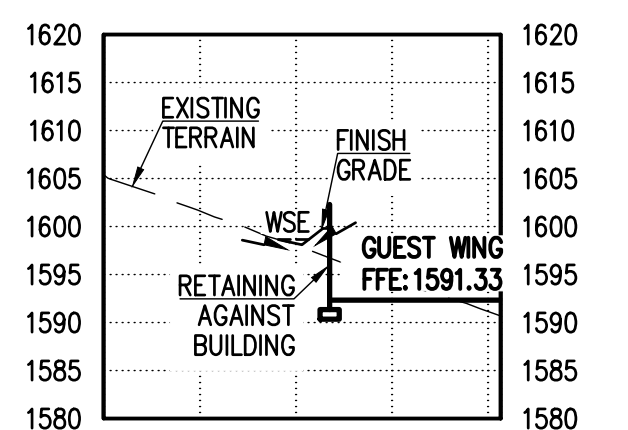 1620 1620
1615 1615
EXISTING
TERRAIN
1610 1610
FINISH
GRADE
1605 1605
WSE
1600 1600
GUEST WING
FFE:1591.33
1595 1595
RETAINING
AGAINST
BUILDING
1590 1590
1585 1585
1580 1580